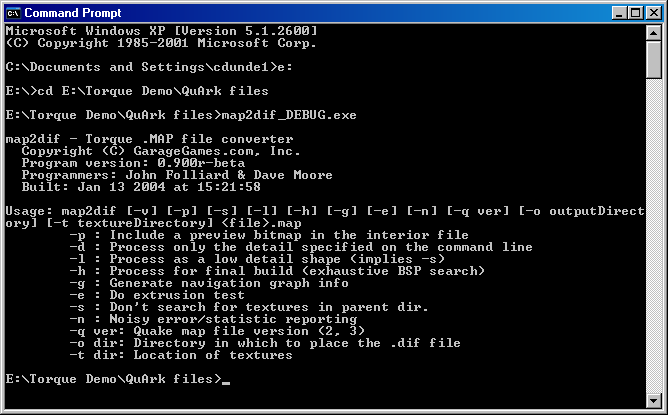 Command Prompt
Microsoft Windows XP [Version 5.1.2600]
(C) Copyright 1985-2001 Microsoft Corp.
C:\Documents and Settings\cdunde1>e:
E:\>cd E:\Torque Demo\QuArk files
E:\Torque Demo\QuArk files>map2dif_DEBUG.exe
map2dif - Torque .MAP file converter
Copyright (C) GarageGames.com, Inc.
Program version: 0.900r-beta
Programmers: John Folliard & Dave Moore
Built: Jan 13 2004 at 15:21:58
Usage: map2dif [-v] [-p] [-s] [-l] [-h] [-g] [-e] [-n] [-q ver] [-o outputDirect
ory] [-t textureDirectory] <file>.map
-p : Include a preview bitmap in the interior file
-d : Process only the detail specified on the command line
-l : Process as a low detail shape (implies -s)
-h : Process for final build (exhaustive BSP search)
-g : Generate navigation graph info
-e : Do extrusion test
-s : Don't search for textures in parent dir.
-n : Noisy error/statistic reporting
-q ver: Quake map file version (2, 3)
-o dir: Directory in which to place the .dif file
-t dir: Location of textures
E:\Torque Demo\QuArk files>_